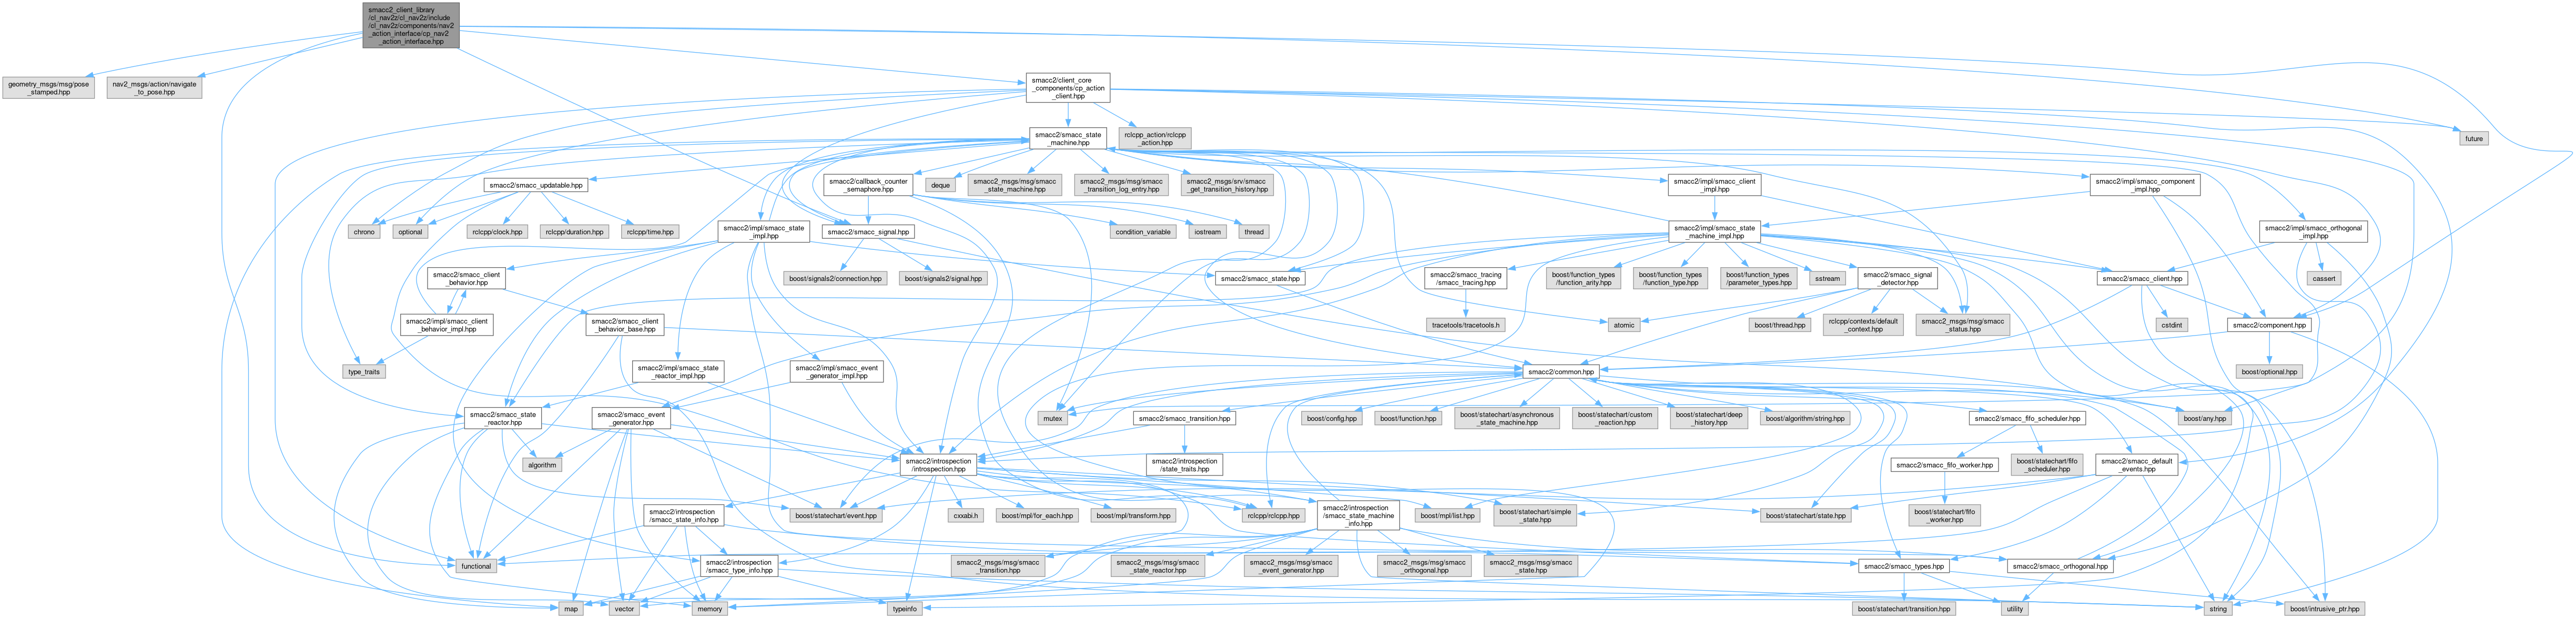 smacc2_client_library
/cl_nav2z/cl_nav2z/include
/cl_nav2z/components/nav2
_action_interface/cp_nav2
_action_interface.hpp
geometry_msgs/msg/pose
_stamped.hpp
nav2_msgs/action/navigate
_to_pose.hpp
smacc2/client_core
_components/cp_action
_client.hpp
smacc2/smacc_state
_machine.hpp
rclcpp_action/rclcpp
_action.hpp
future
smacc2/smacc_updatable.hpp
smacc2/callback_counter
_semaphore.hpp
deque
smacc2_msgs/msg/smacc
_state_machine.hpp
smacc2_msgs/msg/smacc
_transition_log_entry.hpp
smacc2_msgs/srv/smacc
_get_transition_history.hpp
smacc2/impl/smacc_client
_impl.hpp
smacc2/impl/smacc_component
_impl.hpp
chrono
optional
rclcpp/clock.hpp
rclcpp/duration.hpp
rclcpp/time.hpp
smacc2/impl/smacc_state
_impl.hpp
smacc2/smacc_signal.hpp
condition_variable
iostream
thread
smacc2/impl/smacc_state
_machine_impl.hpp
smacc2/impl/smacc_orthogonal
_impl.hpp
smacc2/smacc_client
_behavior.hpp
boost/signals2/connection.hpp
boost/signals2/signal.hpp
smacc2/smacc_state.hpp
smacc2/smacc_tracing
/smacc_tracing.hpp
boost/function_types
/function_arity.hpp
boost/function_types
/function_type.hpp
boost/function_types
/parameter_types.hpp
sstream
smacc2/smacc_signal
_detector.hpp
smacc2/smacc_client.hpp
cassert
smacc2/impl/smacc_client
_behavior_impl.hpp
smacc2/smacc_client
_behavior_base.hpp
tracetools/tracetools.h
atomic
boost/thread.hpp
rclcpp/contexts/default
_context.hpp
smacc2_msgs/msg/smacc
_status.hpp
cstdint
smacc2/component.hpp
type_traits
smacc2/impl/smacc_state
_reactor_impl.hpp
smacc2/impl/smacc_event
_generator_impl.hpp
smacc2/common.hpp
boost/optional.hpp
smacc2/smacc_state
_reactor.hpp
smacc2/smacc_event
_generator.hpp
mutex
smacc2/smacc_transition.hpp
boost/config.hpp
boost/function.hpp
boost/statechart/asynchronous
_state_machine.hpp
boost/statechart/custom
_reaction.hpp
boost/statechart/deep
_history.hpp
boost/algorithm/string.hpp
smacc2/smacc_fifo_scheduler.hpp
boost/any.hpp
algorithm
smacc2/introspection
/introspection.hpp
smacc2/introspection
/state_traits.hpp
smacc2/smacc_fifo_worker.hpp
boost/statechart/fifo
_scheduler.hpp
smacc2/smacc_default
_events.hpp
smacc2/introspection
/smacc_state_info.hpp
boost/statechart/event.hpp
cxxabi.h
boost/mpl/for_each.hpp
boost/mpl/transform.hpp
rclcpp/rclcpp.hpp
smacc2/introspection
/smacc_state_machine
_info.hpp
boost/mpl/list.hpp
boost/statechart/simple
_state.hpp
boost/statechart/state.hpp
boost/statechart/fifo
_worker.hpp
functional
smacc2/introspection
/smacc_type_info.hpp
smacc2_msgs/msg/smacc
_transition.hpp
smacc2_msgs/msg/smacc
_state_reactor.hpp
smacc2_msgs/msg/smacc
_event_generator.hpp
smacc2_msgs/msg/smacc
_orthogonal.hpp
smacc2_msgs/msg/smacc
_state.hpp
smacc2/smacc_types.hpp
smacc2/smacc_orthogonal.hpp
map
vector
memory
typeinfo
boost/statechart/transition.hpp
utility
string
boost/intrusive_ptr.hpp